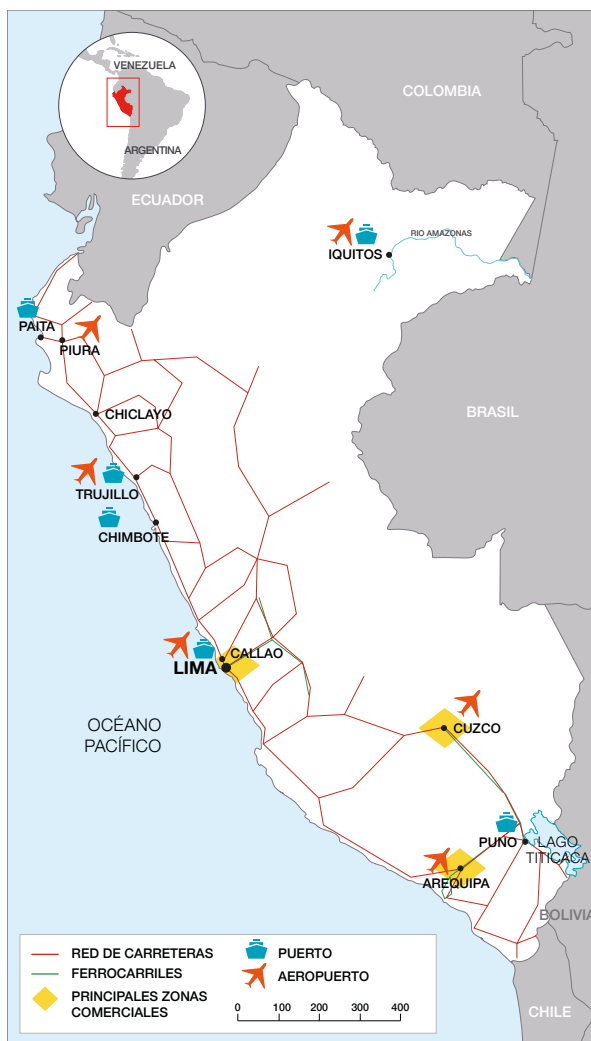 VENEZUELA
ARGENTINA
COLOMBIA
ECUADOR
RIO AMAZONAS
IQUITOS
PAITA
PIURA
BRASIL
CHICLAYO
TRUJILLO
CHIMBOTE
CALLAO
LIMA
OCÉANO
PACÍFICO
CUZCO
PUNO
LAGO
TITICACA
AREQUIPA
BOLIVIA
RED DE CARRETERAS
FERROCARRILES
PRINCIPALES ZONAS
COMERCIALES
PUERTO
AEROPUERTO
0 100 200 300 400
CHILE